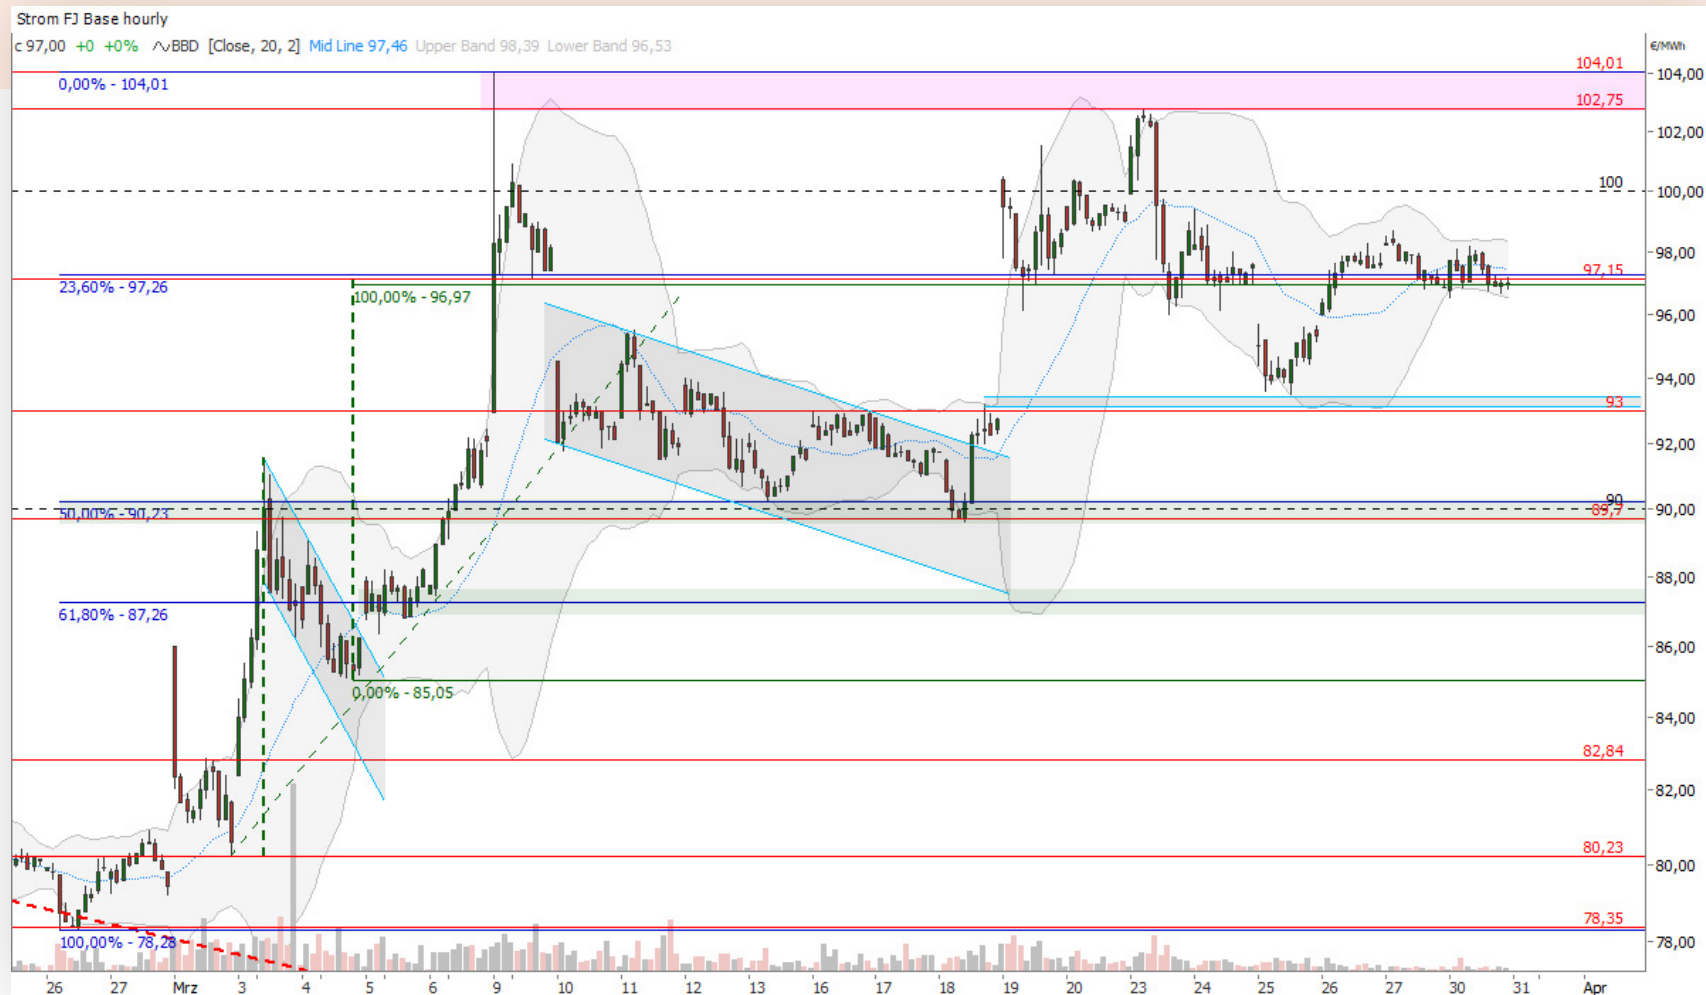 Strom FJ Base hourly
c 97,00 +0 +0% BBD [Close, 20, 2] Mid Line 97,46 Upper Band 98,39 Lower Band 96,53
€/MWh
104,01
104,00
0,00% - 104,01
102,75
102,00
100
100,00
98,00
97,15
23,60% - 97,26
100,00% - 96,97
96,00
94,00
93
92,00
90
50,00% - 90,23
89,7
90,00
88,00
61,80% - 87,26
86,00
0,00% - 85,05
84,00
82,84
82,00
80,23
80,00
78,35
100,00% - 78,28
78,00
26 27 Mrz 3 4 5 6 9 10 11 12 13 16 17 18 19 20 23 24 25 26 27 30 31 Apr